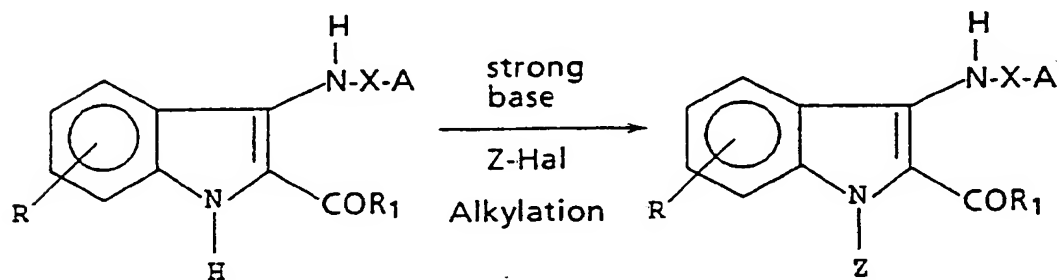 H
N-X-A
R
N
H
COR1
strong
base
Z-Hal
Alkylation
H
N-X-A
R
N
Z
COR1